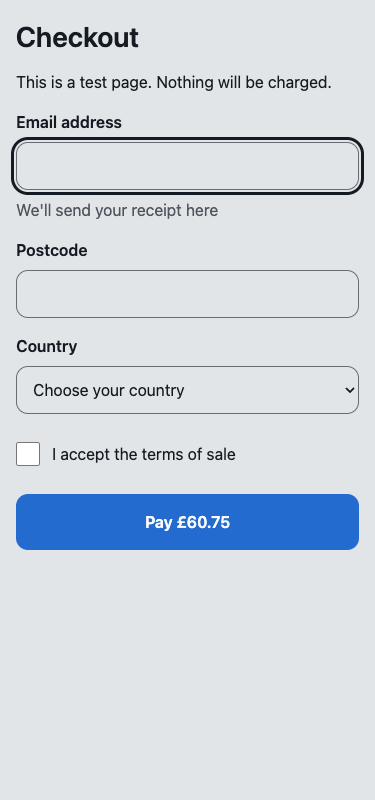 Checkout
This is a test page. Nothing will be charged.
Email address
We'll send your receipt here
Postcode
Country
Choose your country
I accept the terms of sale
Pay £60.75